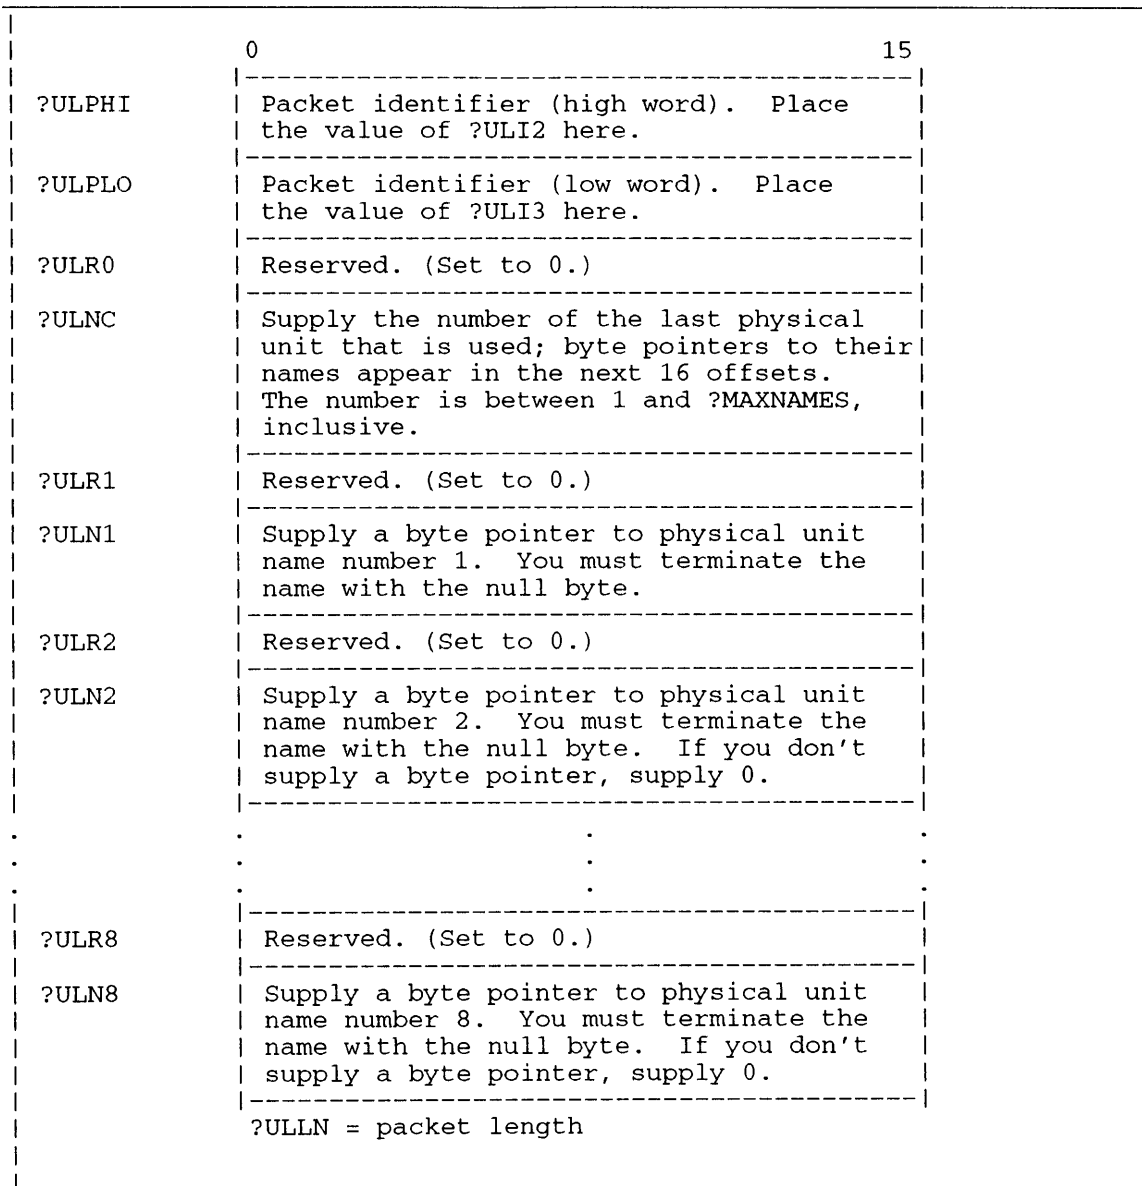 0 15
?ULPHI Packet identifier (high word). Place
the value of ?ULI2 here.
?ULPLO Packet identifier (low word). Place
the value of ?ULI3 here.
?ULR0 Reserved. (Set to 0.)
?ULNC Supply the number of the last physical
unit that is used; byte pointers to their
names appear in the next 16 offsets.
The number is between 1 and ?MAXNAMES,
inclusive.
?ULR1 Reserved. (Set to 0.)
?ULN1 Supply a byte pointer to physical unit
name number 1. You must terminate the
name with the null byte.
?ULR2 Reserved. (Set to 0.)
?ULN2 Supply a byte pointer to physical unit
name number 2. You must terminate the
name with the null byte. If you don't
supply a byte pointer, supply 0.
?ULR8 Reserved. (Set to 0.)
?ULN8 Supply a byte pointer to physical unit
name number 8. You must terminate the
name with the null byte. If you don't
supply a byte pointer, supply 0.
?ULLN = packet length